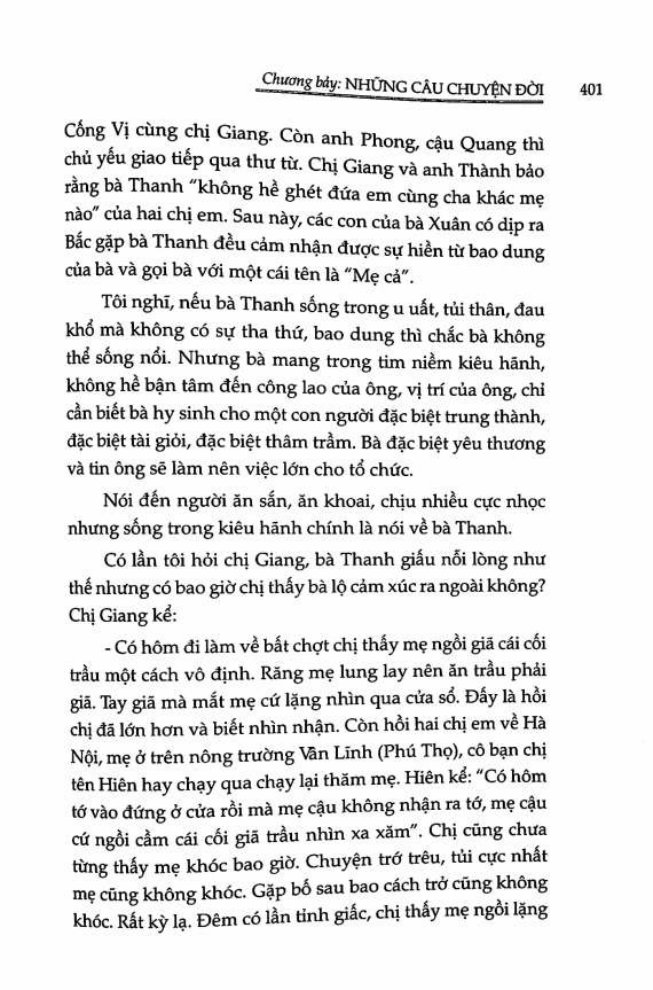 Chương bảy: NHỮNG CÂU CHUYỆN ĐỜI 401
Cống Vị cùng chị Giang. Còn anh Phong, cậu Quang thì
chủ yếu giao tiếp qua thư từ. Chị Giang và anh Thành bảo
rằng bà Thanh "không hề ghét đứa em cùng cha khác mẹ
nào" của hai chị em. Sau này, các con của bà Xuân có dịp ra
Bắc gặp bà Thanh đều cảm nhận được sự hiền từ bao dung
của bà và gọi bà với một cái tên là "Mẹ cả".
Tôi nghĩ, nếu bà Thanh sống trong u uất, tủi thân, đau
khổ mà không có sự tha thứ, bao dung thì chắc bà không
thể sống nổi. Nhưng bà mang trong tim niềm kiêu hãnh,
không hề bận tâm đến công lao của ông, vị trí của ông, chỉ
cần biết bà hy sinh cho một con người đặc biệt trung thành,
đặc biệt tài giỏi, đặc biệt thâm trầm. Bà đặc biệt yêu thương
và tin ông sẽ làm nên việc lớn cho tổ chức.
Nói đến người ăn sắn, ăn khoai, chịu nhiều cực nhọc
nhưng sống trong kiêu hãnh chính là nói về bà Thanh.
Có lần tôi hỏi chị Giang, bà Thanh giấu nỗi lòng như
thế nhưng có bao giờ chị thấy bà lộ cảm xúc ra ngoài không?
Chị Giang kể:
- Có hôm đi làm về bất chợt chị thấy mẹ ngồi giã cái cối
trầu một cách vô định. Răng mẹ lung lay nên ăn trầu phải
giã. Tay giã mà mắt mẹ cứ lặng nhìn qua cửa sổ. Đấy là hồi
chị đã lớn hơn và biết nhìn nhận. Còn hồi hai chị em về Hà
Nội, mẹ ở trên nông trường Vân Lĩnh (Phú Thọ), cô bạn chị
tên Hiên hay chạy qua chạy lại thăm mẹ. Hiên kể: "Có hôm
tớ vào đứng ở cửa rồi mà mẹ cậu không nhận ra tớ, mẹ cậu
cứ ngồi cầm cái cối giã trầu nhìn xa xăm". Chị cũng chưa
từng thấy mẹ khóc bao giờ. Chuyện trớ trêu, tủi cực nhất
mẹ cũng không khóc. Gặp bố sau bao cách trở cũng không
khóc. Rất kỳ lạ. Đêm có lần tỉnh giấc, chị thấy mẹ ngồi lặng